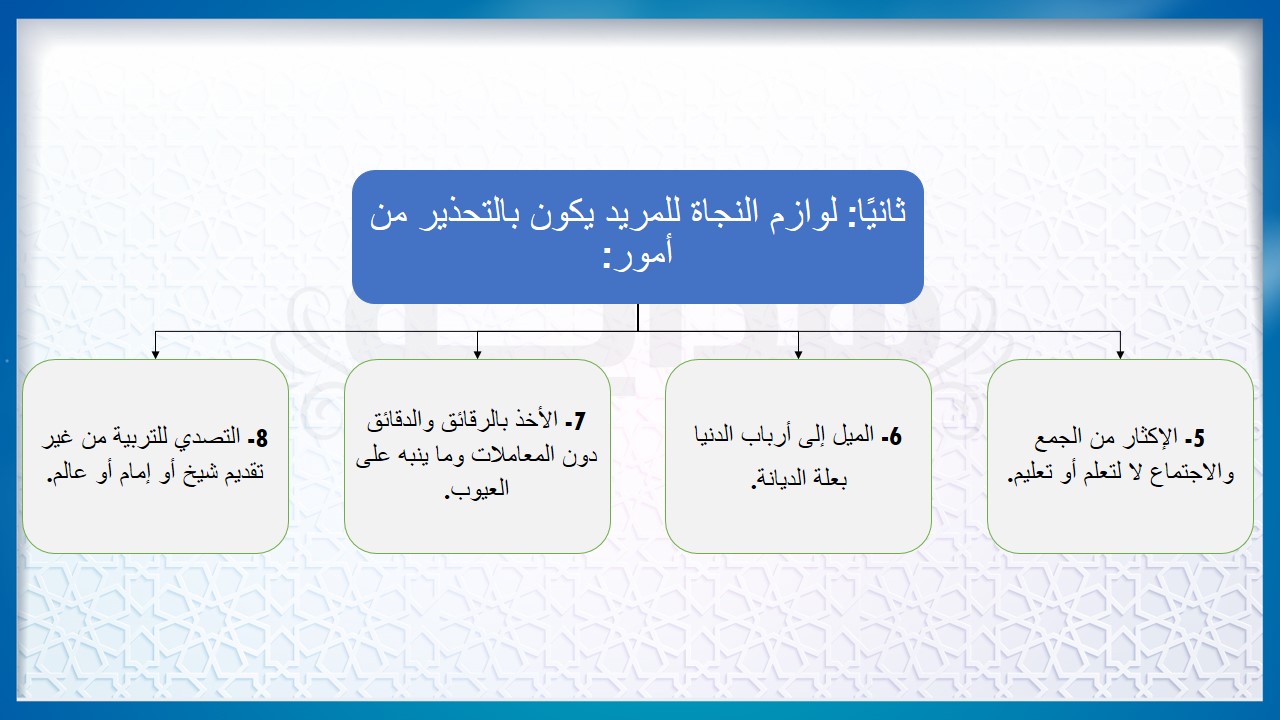 ثانيًا: لوازم النجاة للمريد يكون بالتحذير من
أمور:
5- الإكثار من الجمع
والاجتماع لا لتعلم أو تعليم.
6- الميل إلى أرباب الدنيا
بعلة الديانة.
7- الأخذ بالرقائق والدقائق
دون المعاملات وما ينبه على
العيوب.
8- التصدي للتربية من غير
تقديم شيخ أو إمام أو عالم.